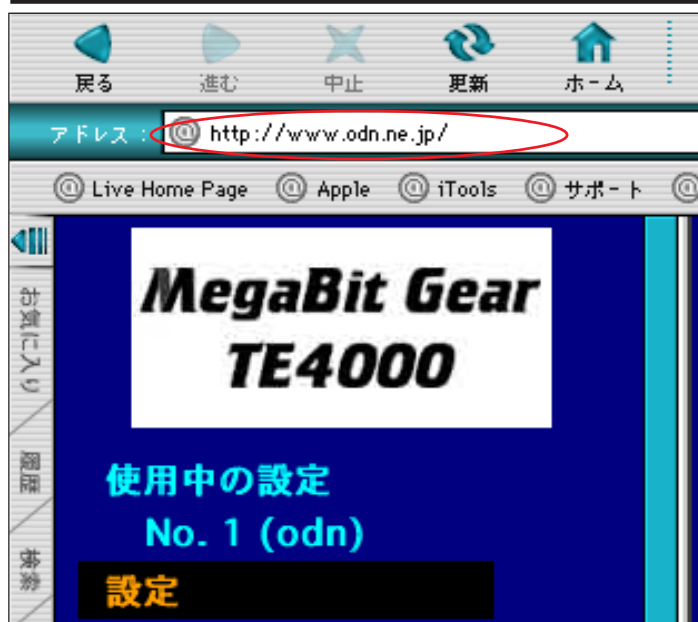 戻る 進む 中止 更新 ホーム
アドレス : @ http://www.odn.ne.jp/
@ Live Home Page @ Apple @ iTools @ サポート @
お気に入り
履歴
検索
MegaBit Gear
TE4000
使用中の設定
No. 1 (odn)
設定